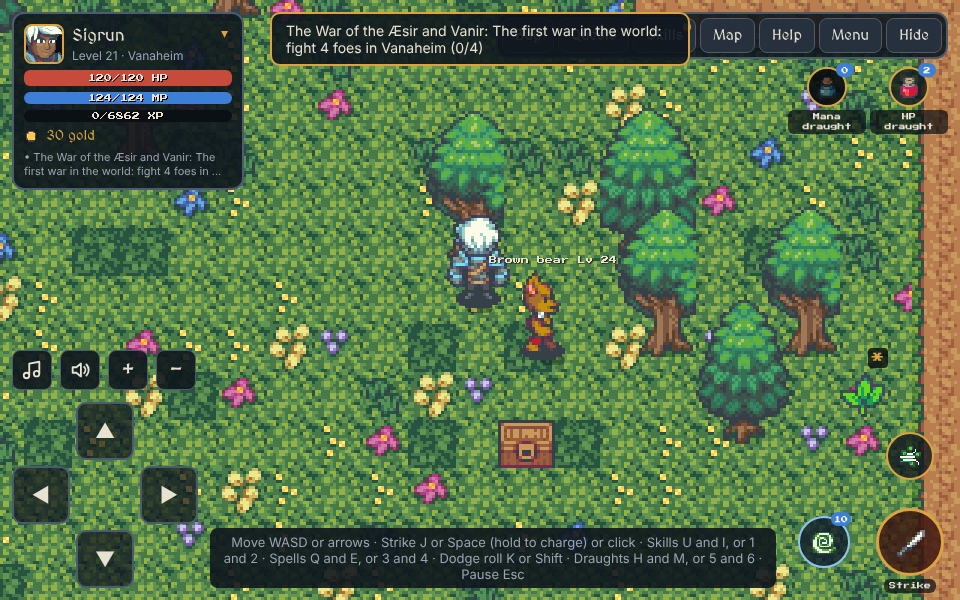 Sigrun
Level 21 · Vanaheim
120/120 HP
124/124 MP
0/6862 XP
30 gold
• The War of the Æsir and Vanir: The
first war in the world: fight 4 foes in ...
The War of the Æsir and Vanir: The first war in the world:
fight 4 foes in Vanaheim (0/4)
Map
Help
Menu
Hide
0
Mana
draught
2
HP
draught
Brown bear Lv 24
10
Strike
Move WASD or arrows · Strike J or Space (hold to charge) or click · Skills U and I, or 1
and 2 · Spells Q and E, or 3 and 4 · Dodge roll K or Shift · Draughts H and M, or 5 and 6 ·
Pause Esc